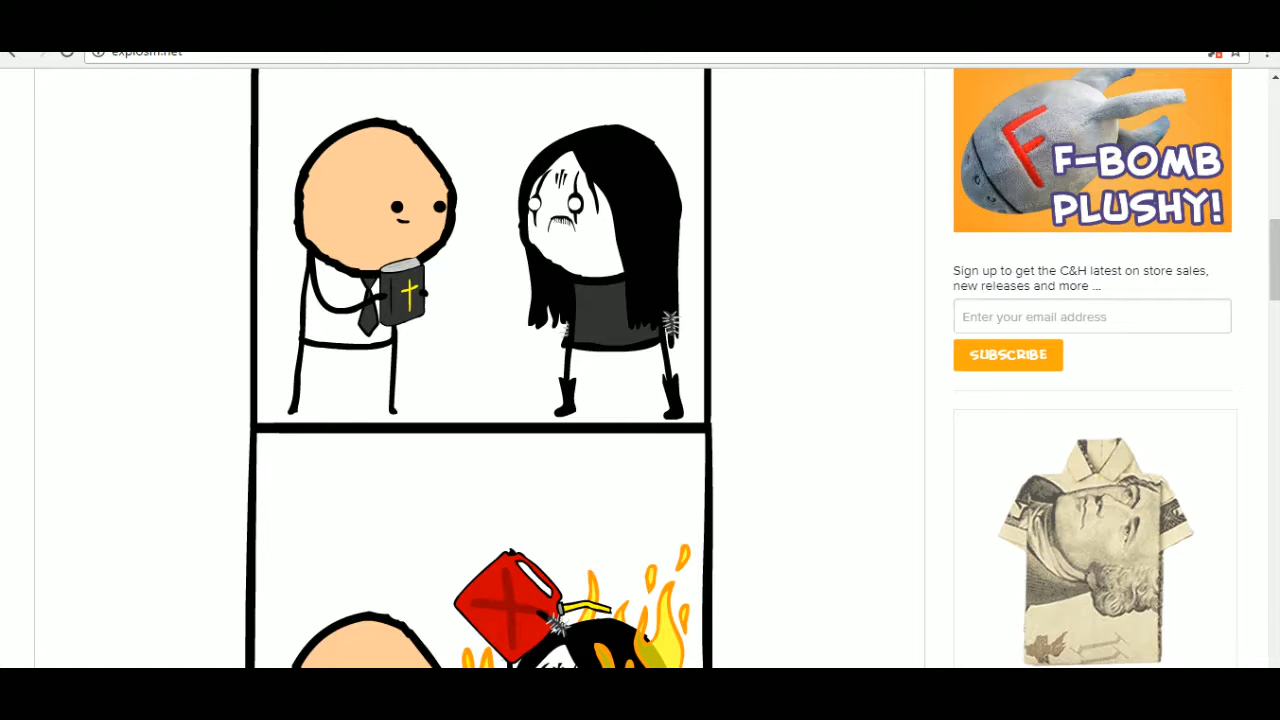 explosm.net
F
F-BOMB
PLUSHY!
Sign up to get the C&H latest on store sales,
new releases and more ...
Enter your email address
SUBSCRIBE